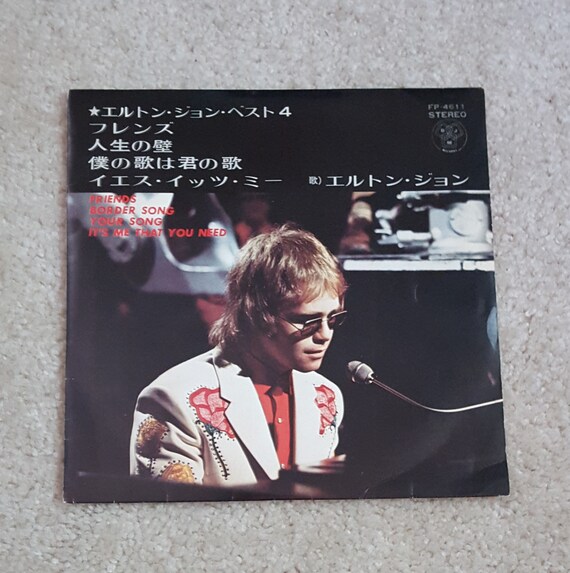 ★エルトン・ジョン・ベスト4
フレンズ
人生の壁
僕の歌は君の歌
イエス・イッツ・ミー
歌)エルトン・ジョン
FP-4611
STEREO
FRIENDS
BORDER SONG
YOUR SONG
IT'S ME THAT YOU NEED